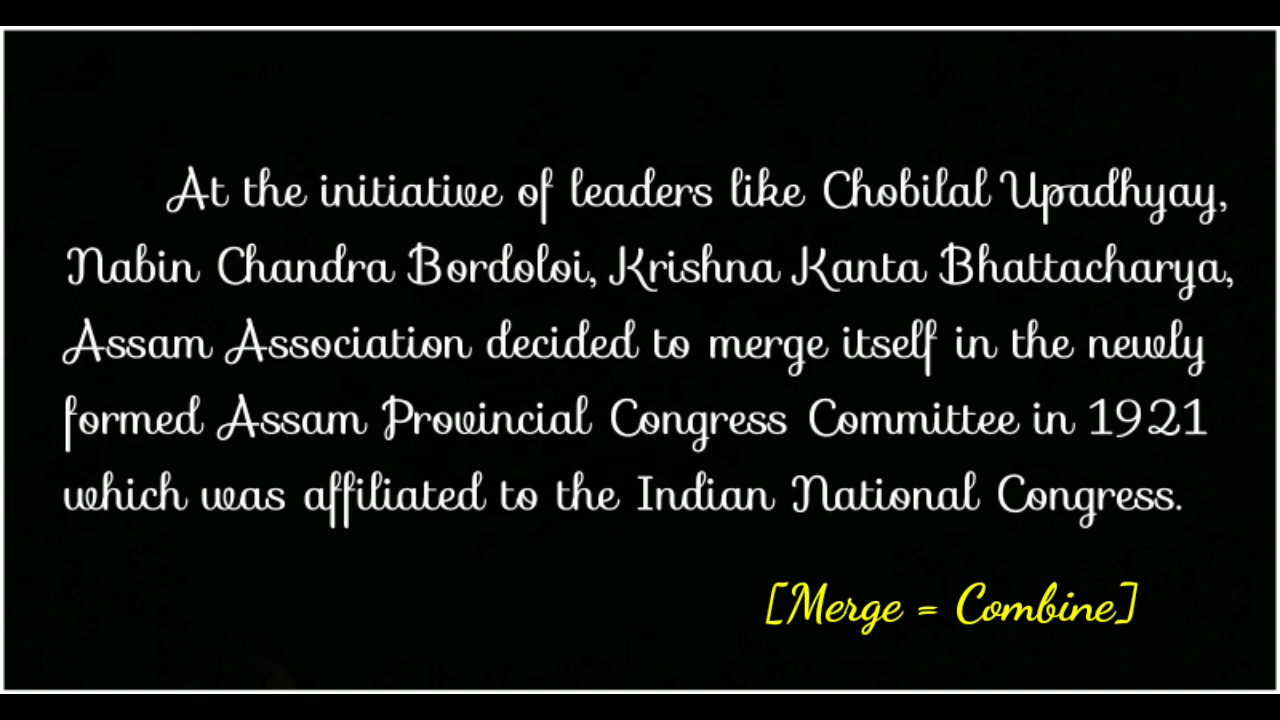 At the initiative of leaders like Chobilal Upadhyay,
Nabin Chandra Bordoloi, Krishna Kanta Bhattacharya,
Assam Association decided to merge itself in the newly
formed Assam Provincial Congress Committee in 1921
which was affiliated to the Indian National Congress.
[Merge = Combine]